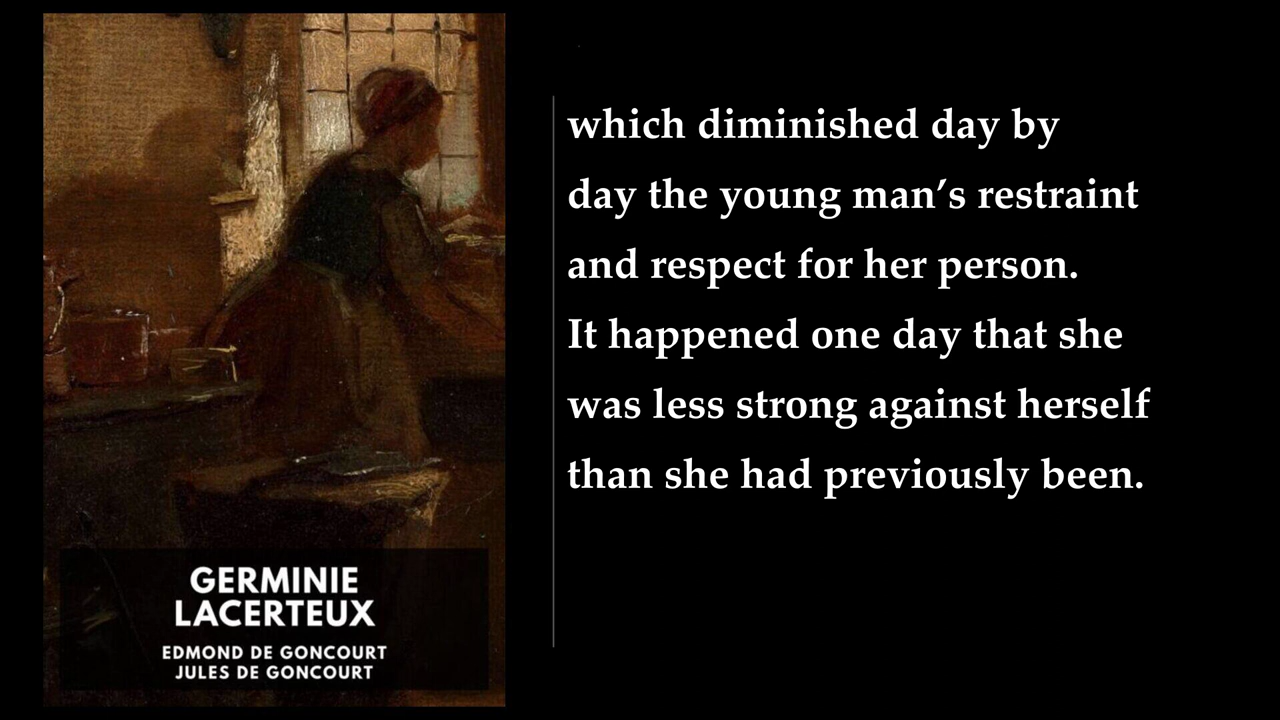 which diminished day by
day the young man’s restraint
and respect for her person.
It happened one day that she
was less strong against herself
than she had previously been.
GERMINIE
LACERTEUX
EDMOND DE GONCOURT
JULES DE GONCOURT